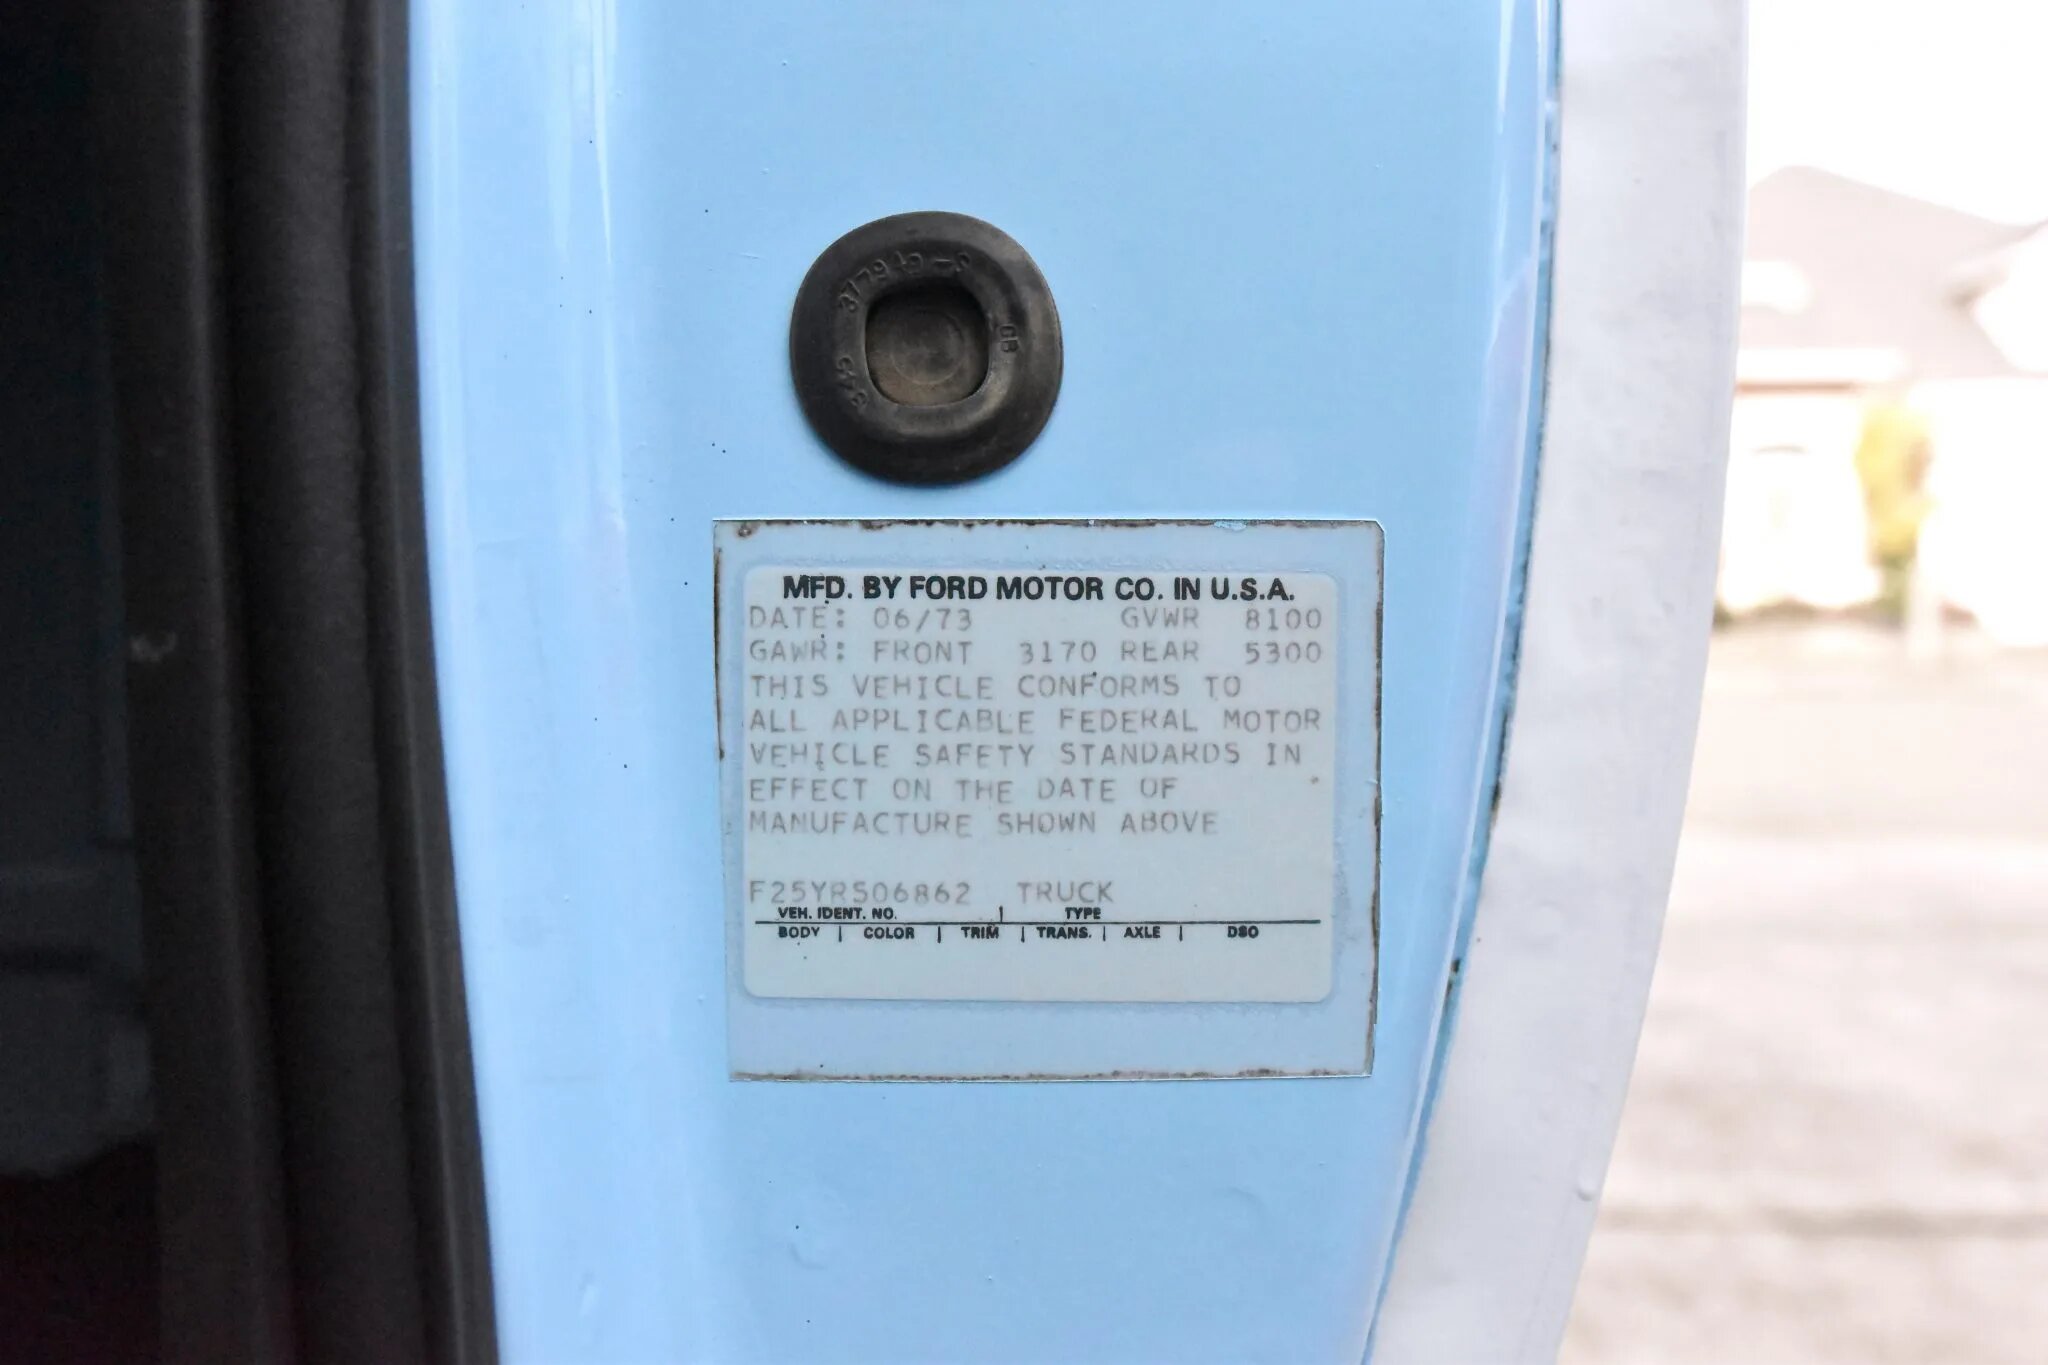 377949-S
GB
MFD. BY FORD MOTOR CO. IN U.S.A.
DATE: 06/73 GVWR 8100
GAWR: FRONT 3170 REAR 5300
THIS VEHICLE CONFORMS TO
ALL APPLICABLE FEDERAL MOTOR
VEHICLE SAFETY STANDARDS IN
EFFECT ON THE DATE OF
MANUFACTURE SHOWN ABOVE
F25YRS06862 TRUCK
VEH. IDENT. NO. | TYPE
BODY | COLOR | TRIM | TRANS. | AXLE | DSO